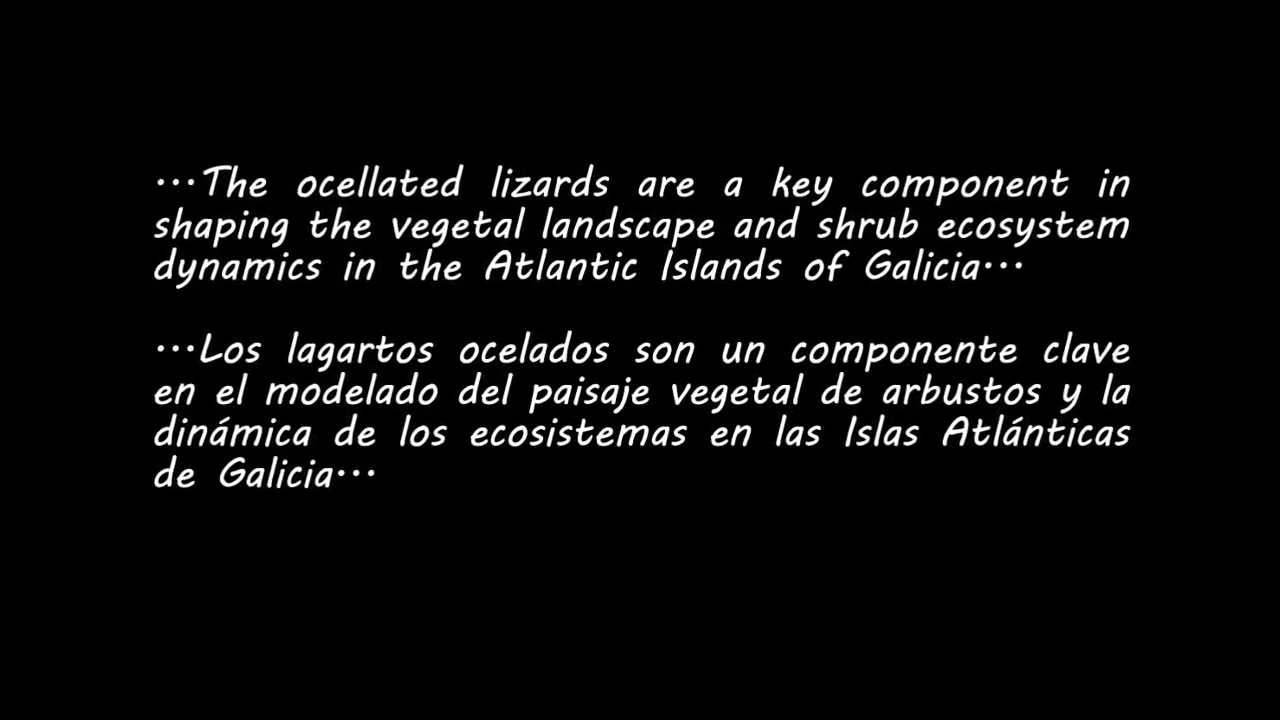 …The ocellated lizards are a key component in
shaping the vegetal landscape and shrub ecosystem
dynamics in the Atlantic Islands of Galicia…
…Los lagartos ocelados son un componente clave
en el modelado del paisaje vegetal de arbustos y la
dinámica de los ecosistemas en las Islas Atlánticas
de Galicia…